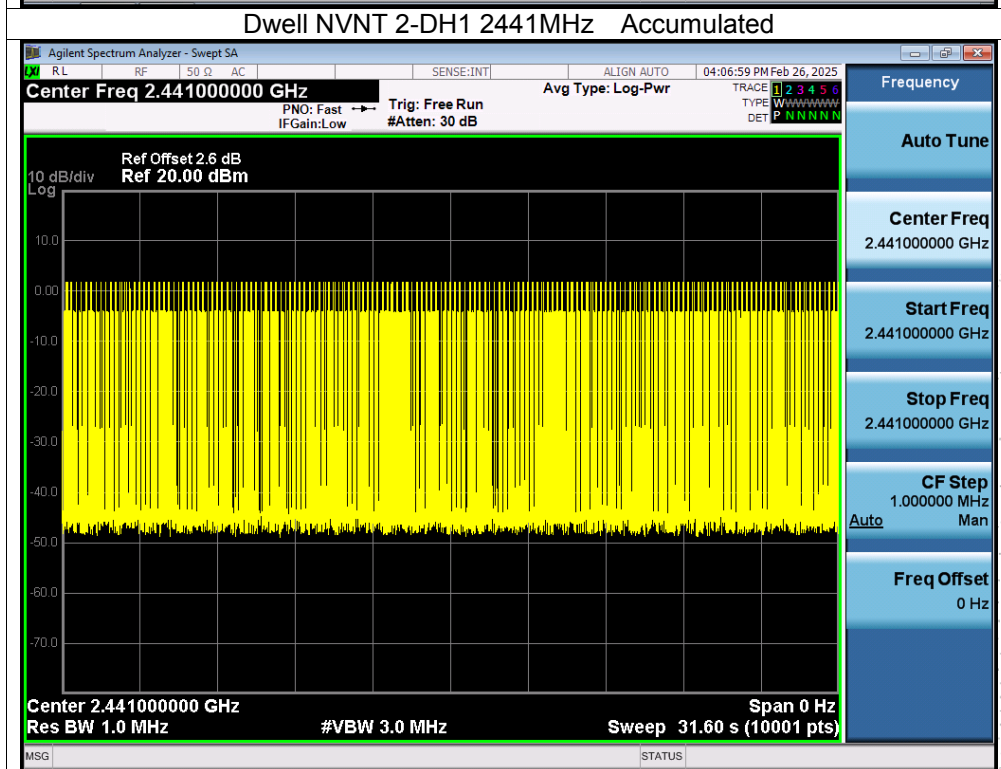 Dwell NVNT 2-DH1 2441MHz Accumulated
Agilent Spectrum Analyzer - Swept SA
LXI RL RF 50 Ω AC SENSE:INT ALIGN AUTO 04:06:59 PM Feb 26, 2025
Center Freq 2.441000000 GHz
PNO: Fast
IFGain:Low
Trig: Free Run
#Atten: 30 dB
Avg Type: Log-Pwr
TRACE 1 2 3 4 5 6
TYPE WWWWWW
DET P N N N N N
Ref Offset 2.6 dB
10 dB/div Ref 20.00 dBm
Log
10.0
0.00
-10.0
-20.0
-30.0
-40.0
-50.0
-60.0
-70.0
Center 2.441000000 GHz Span 0 Hz
Res BW 1.0 MHz #VBW 3.0 MHz Sweep 31.60 s (10001 pts)
MSG STATUS
Frequency
Auto Tune
Center Freq
2.441000000 GHz
Start Freq
2.441000000 GHz
Stop Freq
2.441000000 GHz
CF Step
1.000000 MHz
Auto Man
Freq Offset
0 Hz